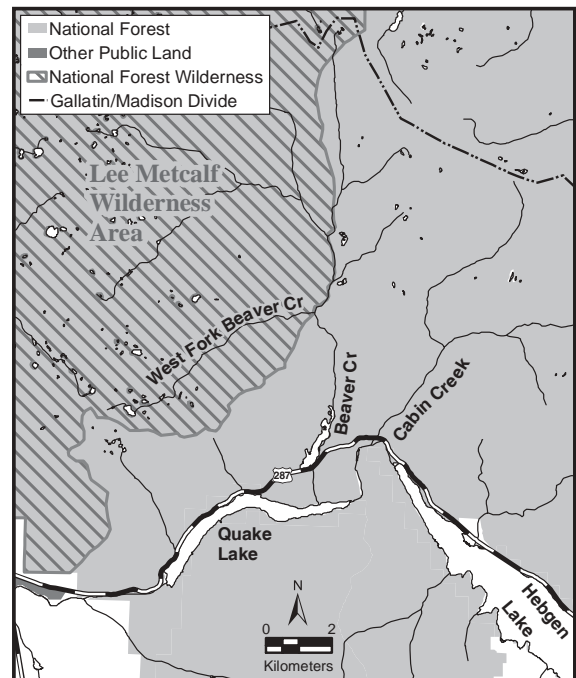 National Forest
Other Public Land
National Forest Wilderness
Gallatin/Madison Divide
Lee Metcalf
Wilderness
Area
West Fork Beaver Cr
Beaver Cr
Cabin Creek
287
Quake
Lake
Hebgen
Lake
N
0 2
Kilometers